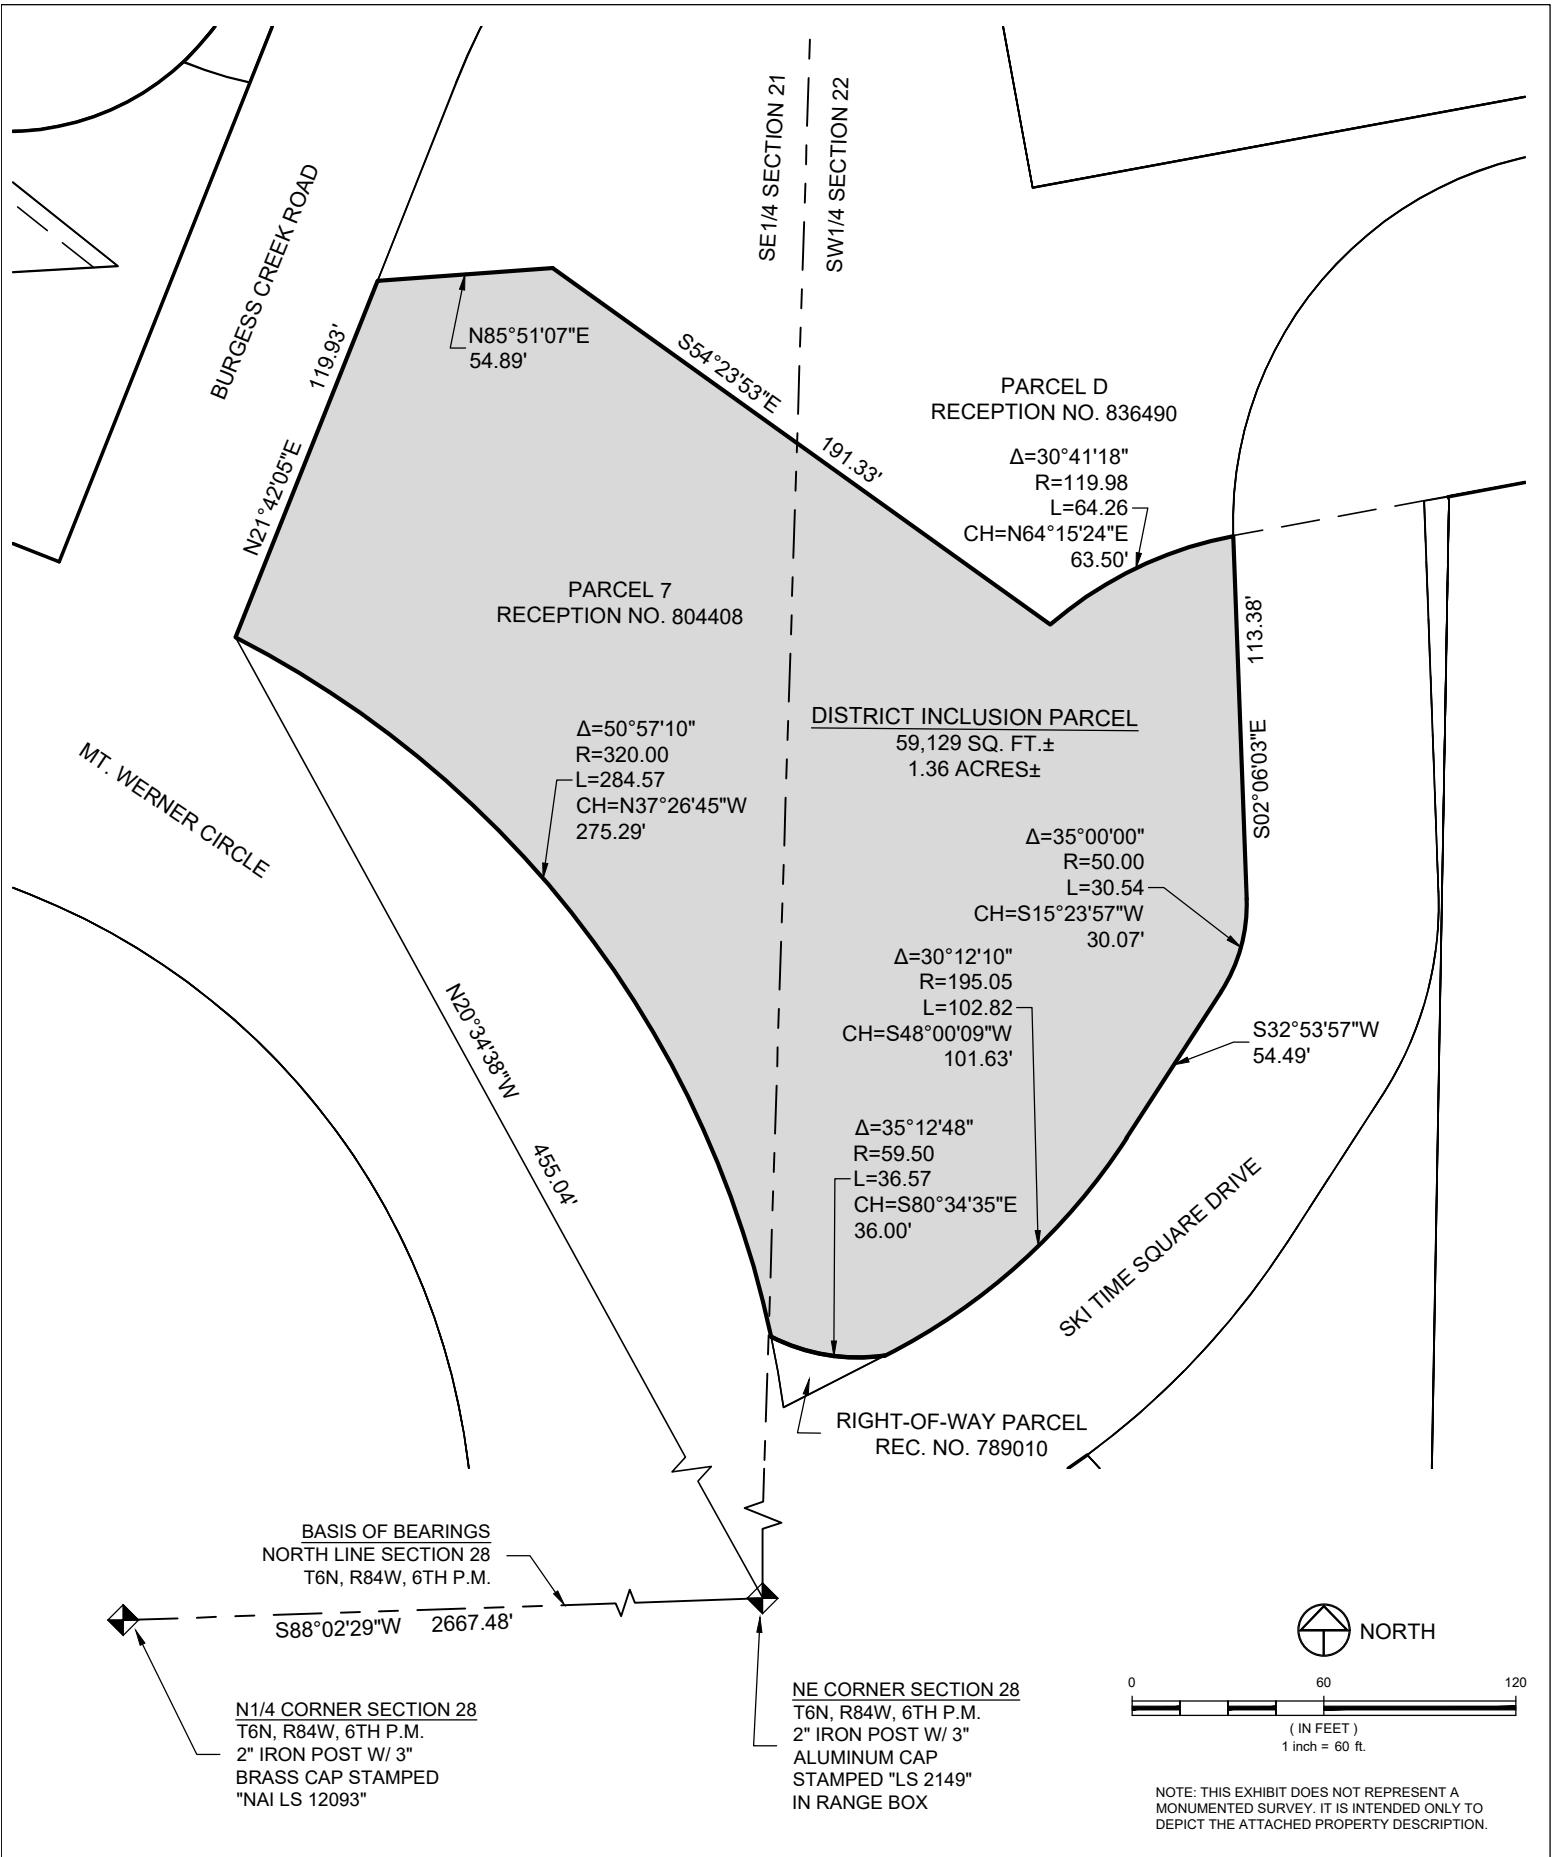 SE1/4 SECTION 21
SW1/4 SECTION 22
BURGESS CREEK ROAD
N85°51'07"E
54.89'
119.93'
N21°42'05"E
S54°23'53"E
191.33'
PARCEL D
RECEPTION NO. 836490
Δ=30°41'18"
R=119.98
L=64.26
CH=N64°15'24"E
63.50'
PARCEL 7
RECEPTION NO. 804408
113.38'
S02°06'03"E
DISTRICT INCLUSION PARCEL
59,129 SQ. FT.±
1.36 ACRES±
Δ=50°57'10"
R=320.00
L=284.57
CH=N37°26'45"W
275.29'
MT. WERNER CIRCLE
Δ=35°00'00"
R=50.00
L=30.54
CH=S15°23'57"W
30.07'
Δ=30°12'10"
R=195.05
L=102.82
CH=S48°00'09"W
101.63'
S32°53'57"W
54.49'
N20°34'38"W
455.04'
Δ=35°12'48"
R=59.50
L=36.57
CH=S80°34'35"E
36.00'
SKI TIME SQUARE DRIVE
RIGHT-OF-WAY PARCEL
REC. NO. 789010
BASIS OF BEARINGS
NORTH LINE SECTION 28
T6N, R84W, 6TH P.M.
S88°02'29"W 2667.48'
N1/4 CORNER SECTION 28
T6N, R84W, 6TH P.M.
2" IRON POST W/ 3"
BRASS CAP STAMPED
"NAI LS 12093"
NE CORNER SECTION 28
T6N, R84W, 6TH P.M.
2" IRON POST W/ 3"
ALUMINUM CAP
STAMPED "LS 2149"
IN RANGE BOX
NORTH
0 60 120
( IN FEET )
1 inch = 60 ft.
NOTE: THIS EXHIBIT DOES NOT REPRESENT A
MONUMENTED SURVEY. IT IS INTENDED ONLY TO
DEPICT THE ATTACHED PROPERTY DESCRIPTION.